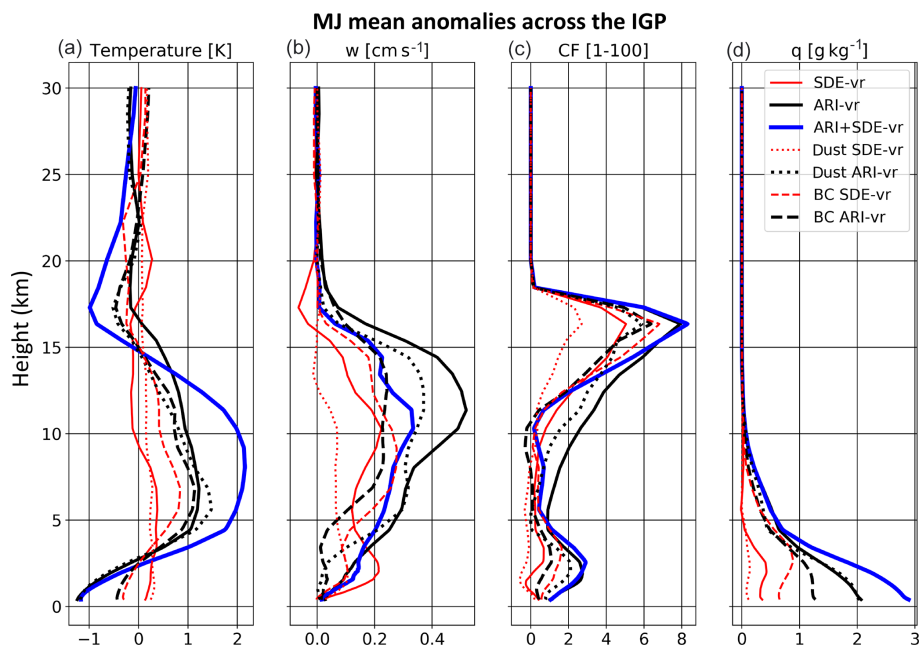 MJ mean anomalies across the IGP
(a) Temperature [K]
(b) w [cm s⁻¹]
(c) CF [1-100]
(d) q [g kg⁻¹]
Height (km)
30
25
20
15
10
5
0
−1 0 1 2
0.0 0.2 0.4
0 2 4 6 8
0 1 2 3
SDE-vr
ARI-vr
ARI+SDE-vr
Dust SDE-vr
Dust ARI-vr
BC SDE-vr
BC ARI-vr